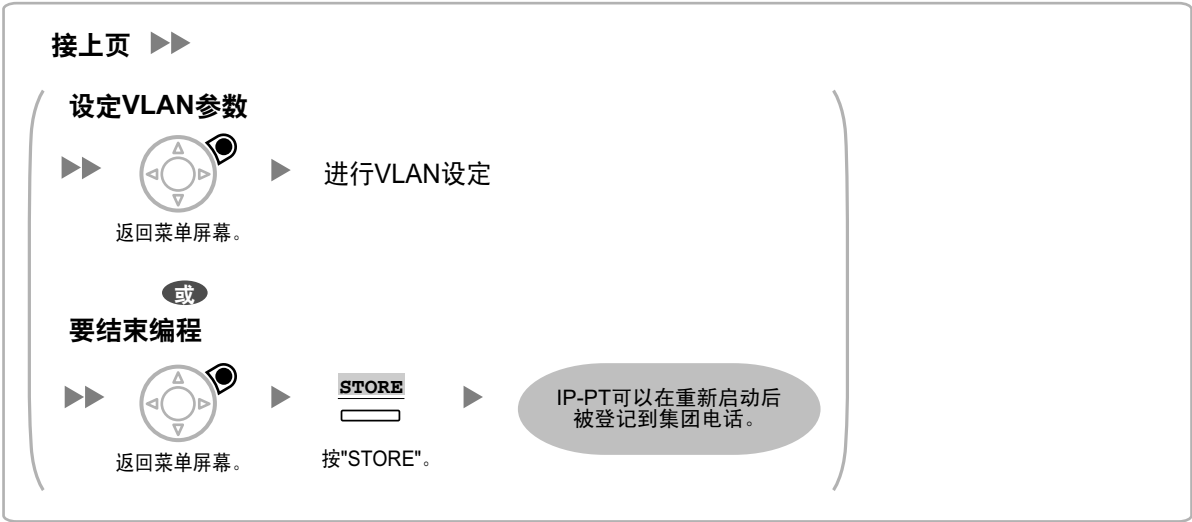 接上页
设定VLAN参数
进行VLAN设定
返回菜单屏幕。
或
要结束编程
STORE
IP-PT可以在重新启动后
被登记到集团电话。
返回菜单屏幕。
按"STORE"。